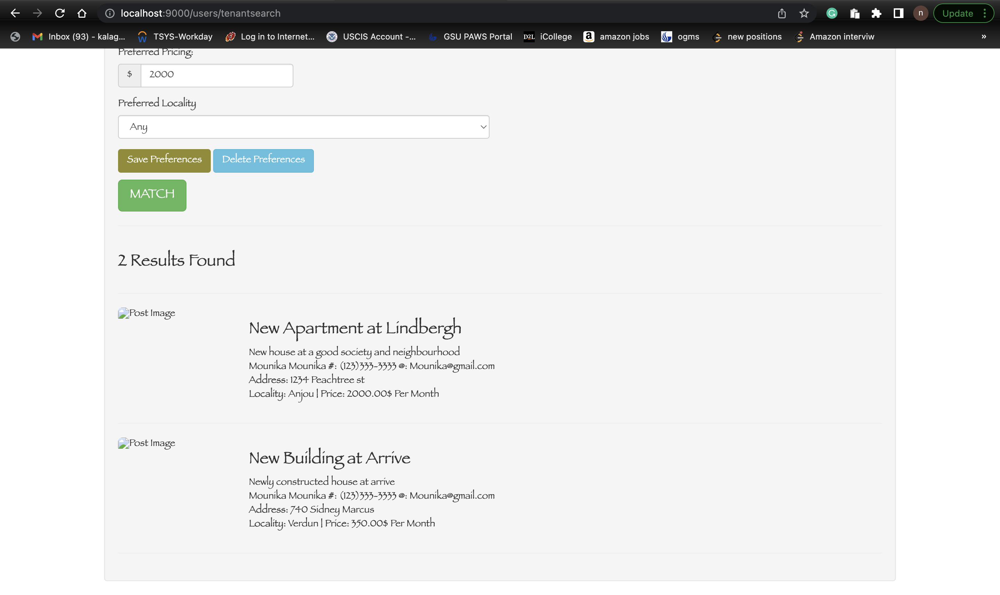 localhost:9000/users/tenantsearch
n
Update
Inbox (93) - kalag...
TSYS-Workday
Log in to Internet...
USCIS Account -...
GSU PAWS Portal
D2L
iCollege
amazon jobs
ogms
new positions
Amazon interviw
»
Preferred Pricing:
$
2000
Preferred Locality
Any
Save Preferences
Delete Preferences
MATCH
2 Results Found
Post Image
New Apartment at Lindbergh
New house at a good society and neighbourhood
Mounika Mounika #: (123)333-3333 @: Mounika@gmail.com
Address: 1234 Peachtree st
Locality: Anjou | Price: 2000.00$ Per Month
Post Image
New Building at Arrive
Newly constructed house at arrive
Mounika Mounika #: (123)333-3333 @: Mounika@gmail.com
Address: 740 Sidney Marcus
Locality: Verdun | Price: 350.00$ Per Month